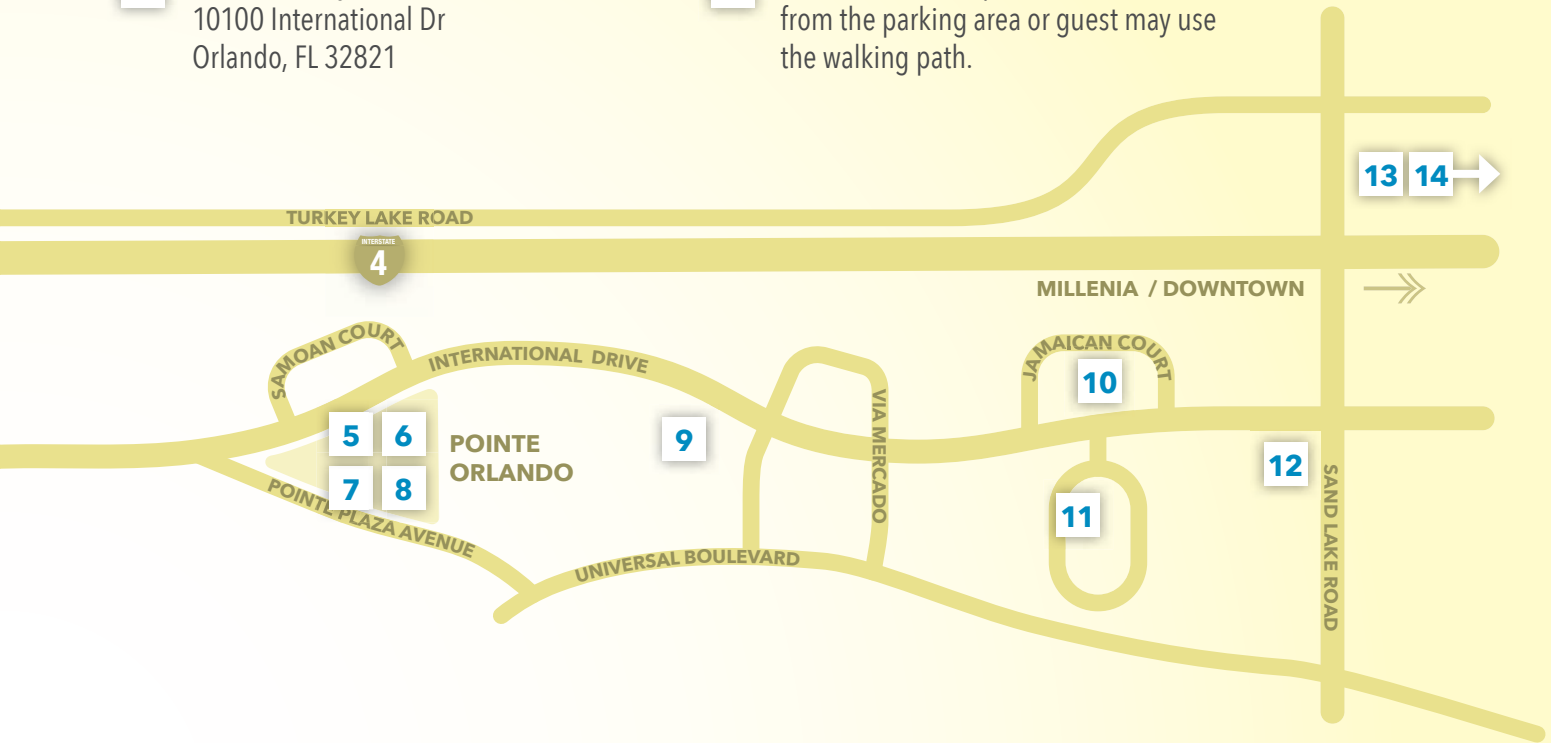 10100 International Dr
Orlando, FL 32821
from the parking area or guest may use
the walking path.
13 14
TURKEY LAKE ROAD
INTERSTATE
4
MILLENIA / DOWNTOWN
SAMOAN COURT
INTERNATIONAL DRIVE
JAMAICAN COURT
10
5 6
7 8
POINTE
ORLANDO
9
VIA MERCADO
12
SAND LAKE ROAD
11
POINTE PLAZA AVENUE
UNIVERSAL BOULEVARD